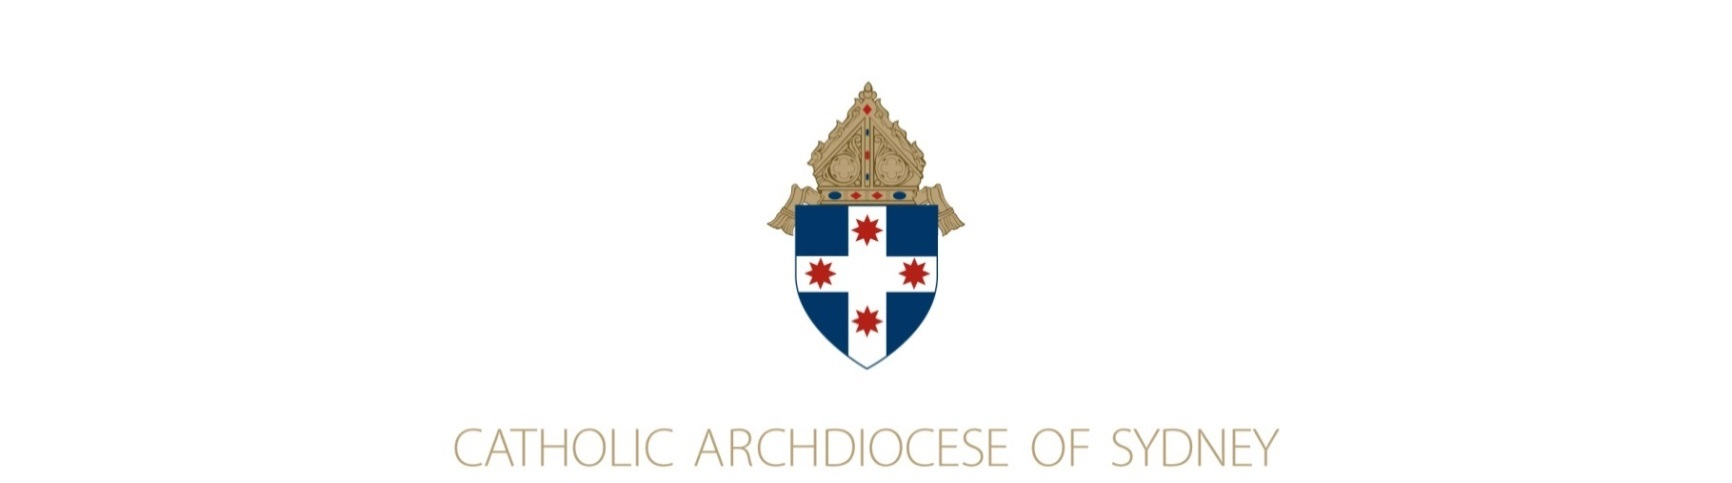 CATHOLIC ARCHDIOCESE OF SYDNEY